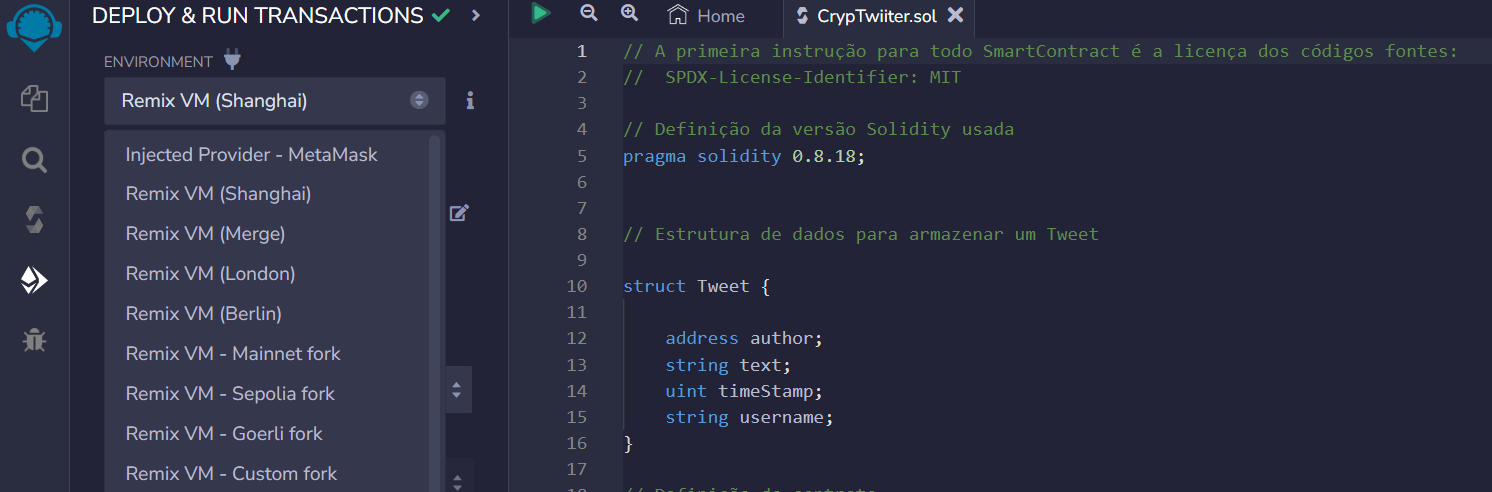 DEPLOY & RUN TRANSACTIONS
ENVIRONMENT
Remix VM (Shanghai)
Injected Provider - MetaMask
Remix VM (Shanghai)
Remix VM (Merge)
Remix VM (London)
Remix VM (Berlin)
Remix VM - Mainnet fork
Remix VM - Sepolia fork
Remix VM - Goerli fork
Remix VM - Custom fork
Home
CrypTwiiter.sol
1 // A primeira instrução para todo SmartContract é a licença dos códigos fontes:
2 //  SPDX-License-Identifier: MIT
3
4 // Definição da versão Solidity usada
5 pragma solidity 0.8.18;
6
7
8 // Estrutura de dados para armazenar um Tweet
9
10 struct Tweet {
11
12     address author;
13     string text;
14     uint timeStamp;
15     string username;
16 }
17
18 // Definição do contrato